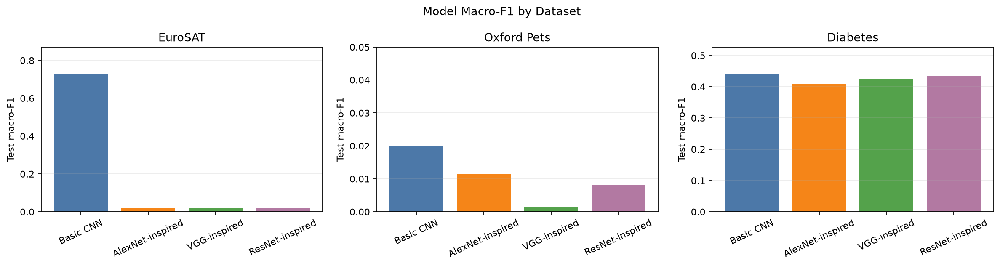 Model Macro-F1 by Dataset
EuroSAT
Test macro-F1
0.8
0.6
0.4
0.2
0.0
Basic CNN
AlexNet-inspired
VGG-inspired
ResNet-inspired
Oxford Pets
Test macro-F1
0.05
0.04
0.03
0.02
0.01
0.00
Basic CNN
AlexNet-inspired
VGG-inspired
ResNet-inspired
Diabetes
Test macro-F1
0.5
0.4
0.3
0.2
0.1
0.0
Basic CNN
AlexNet-inspired
VGG-inspired
ResNet-inspired